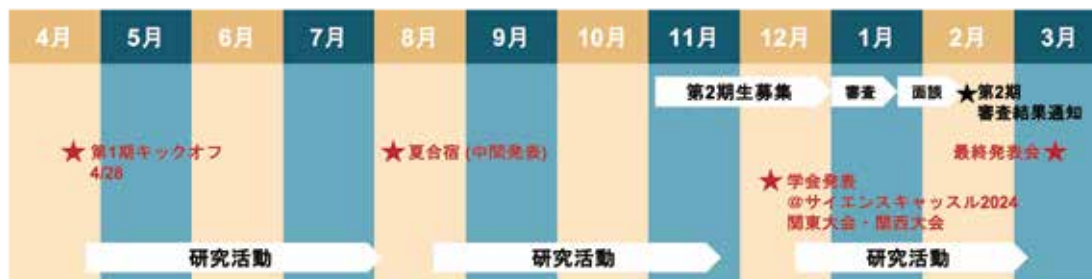 4月 5月 6月 7月 8月 9月 10月 11月 12月 1月 2月 3月
第2期生募集 審査 面談 ★第2期
審査結果通知
★第1期キックオフ
4/28
★夏合宿 (中間発表)
最終発表会★
★学会発表
@サイエンスキャッスル2024
関東大会・関西大会
研究活動 研究活動 研究活動